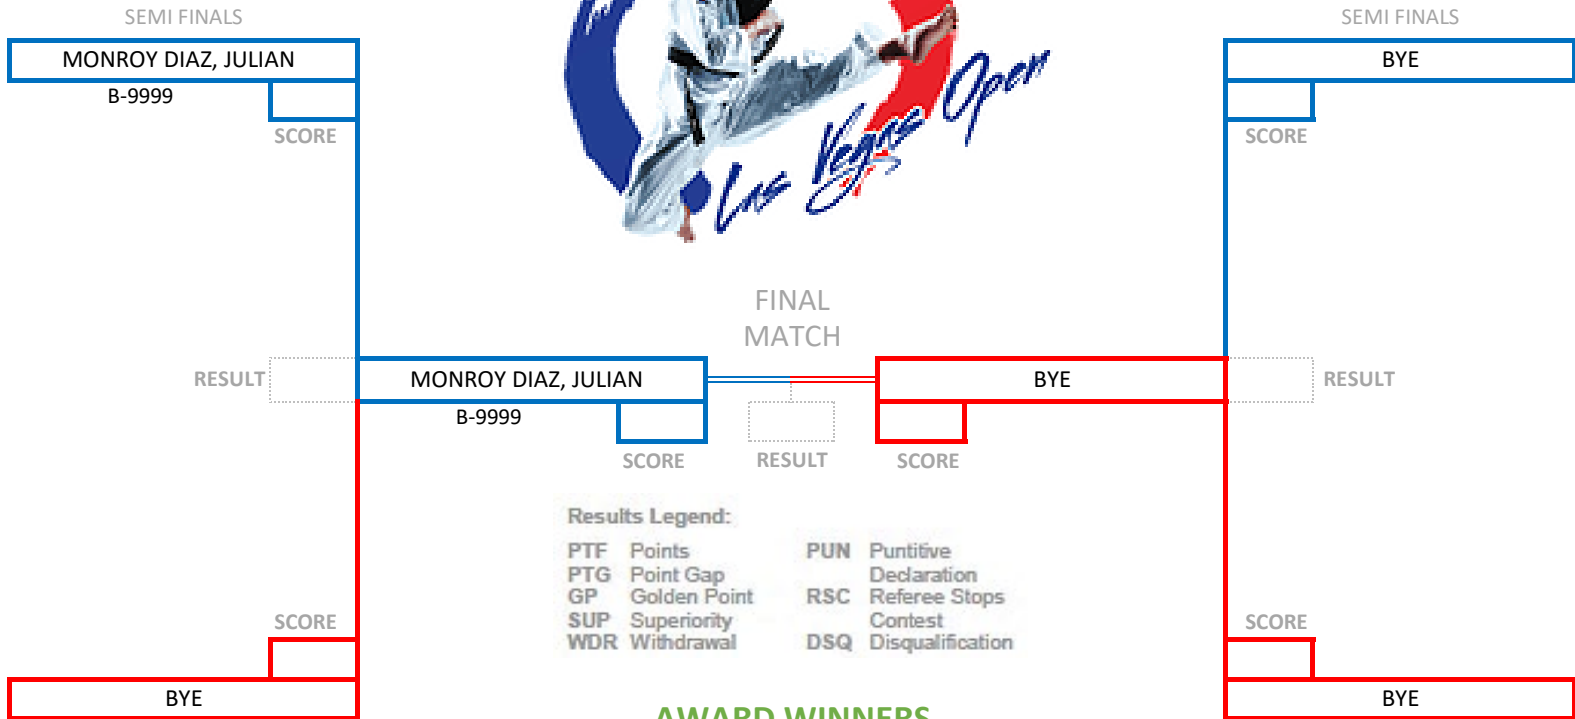 SEMI FINALS
SEMI FINALS
MONROY DIAZ, JULIAN
BYE
B-9999
SCORE
SCORE
Las Vegas Open
FINAL
MATCH
RESULT
MONROY DIAZ, JULIAN
BYE
RESULT
B-9999
SCORE
RESULT
SCORE
Results Legend:
PTF Points
PTG Point Gap
GP Golden Point
SUP Superiority
WDR Withdrawal
PUN Puntitive
Declaration
RSC Referee Stops
Contest
DSQ Disqualification
SCORE
SCORE
BYE
BYE
AWARD WINNERS